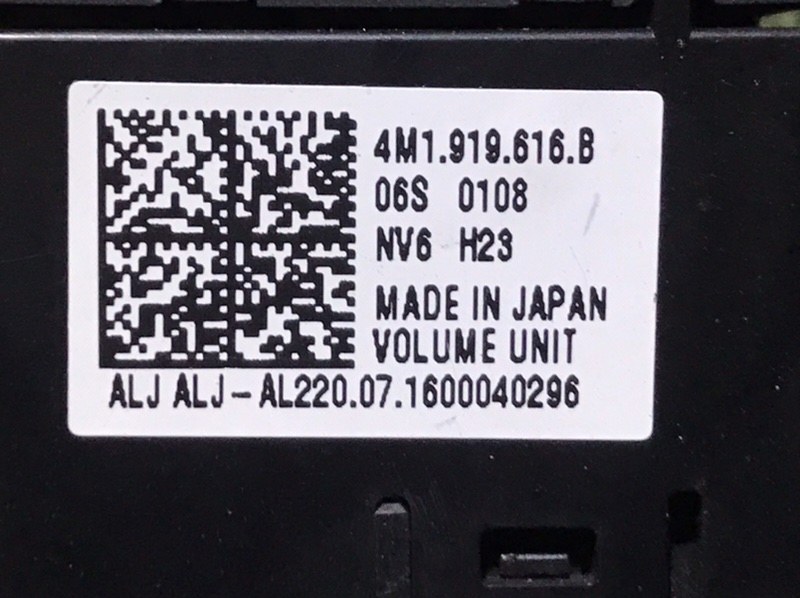 4M1.919.616.B
06S 0108
NV6 H23
MADE IN JAPAN
VOLUME UNIT
ALJ ALJ-AL220.07.1600040296